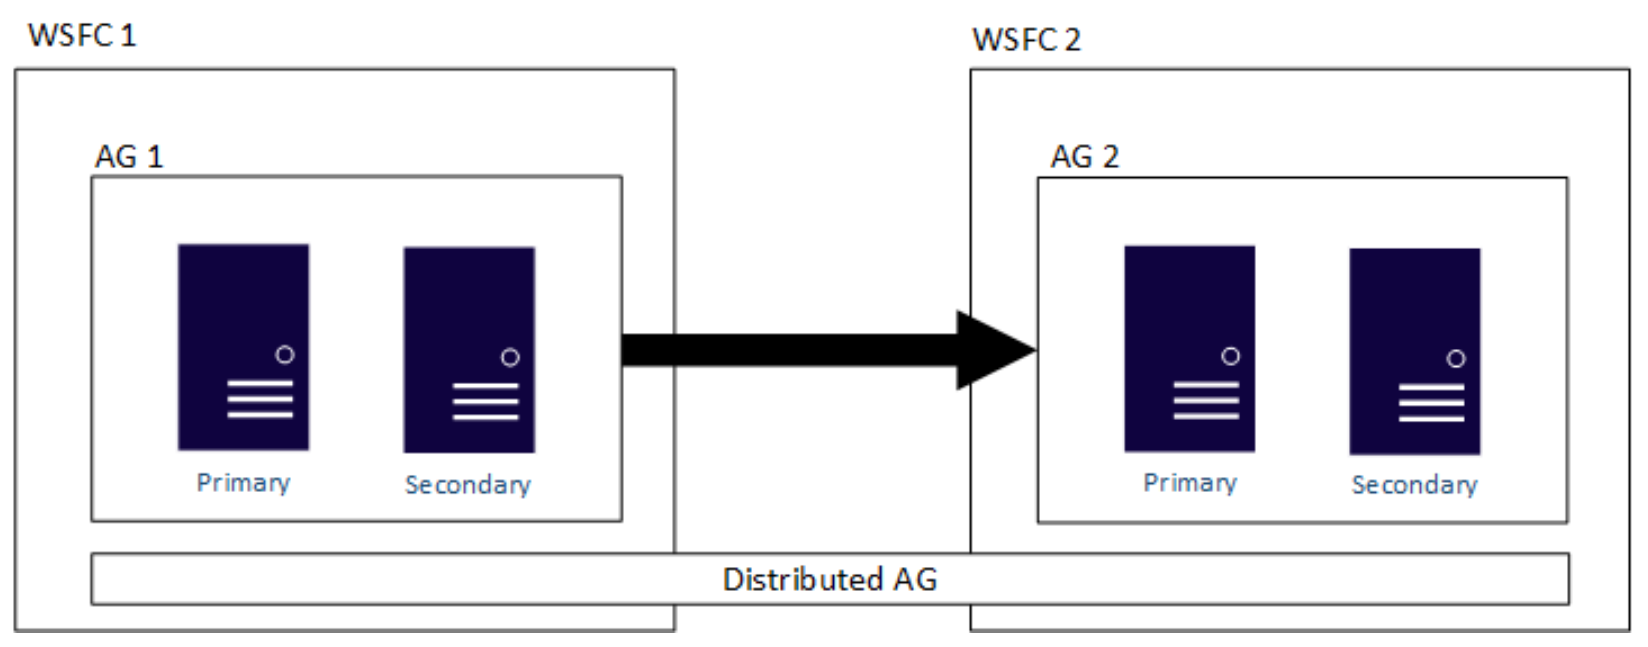 WSFC 1
WSFC 2
AG 1
AG 2
Primary
Secondary
Primary
Secondary
Distributed AG